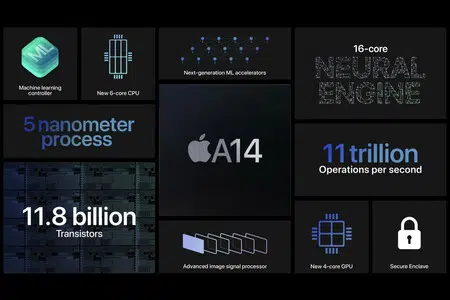 ML
Machine learning
controller
New 6-core CPU
Next-generation ML accelerators
16-core
NEURAL
ENGINE
5 nanometer
process
A14
11 trillion
Operations per second
11.8 billion
Transistors
Advanced image signal processor
New 4-core GPU
Secure Enclave